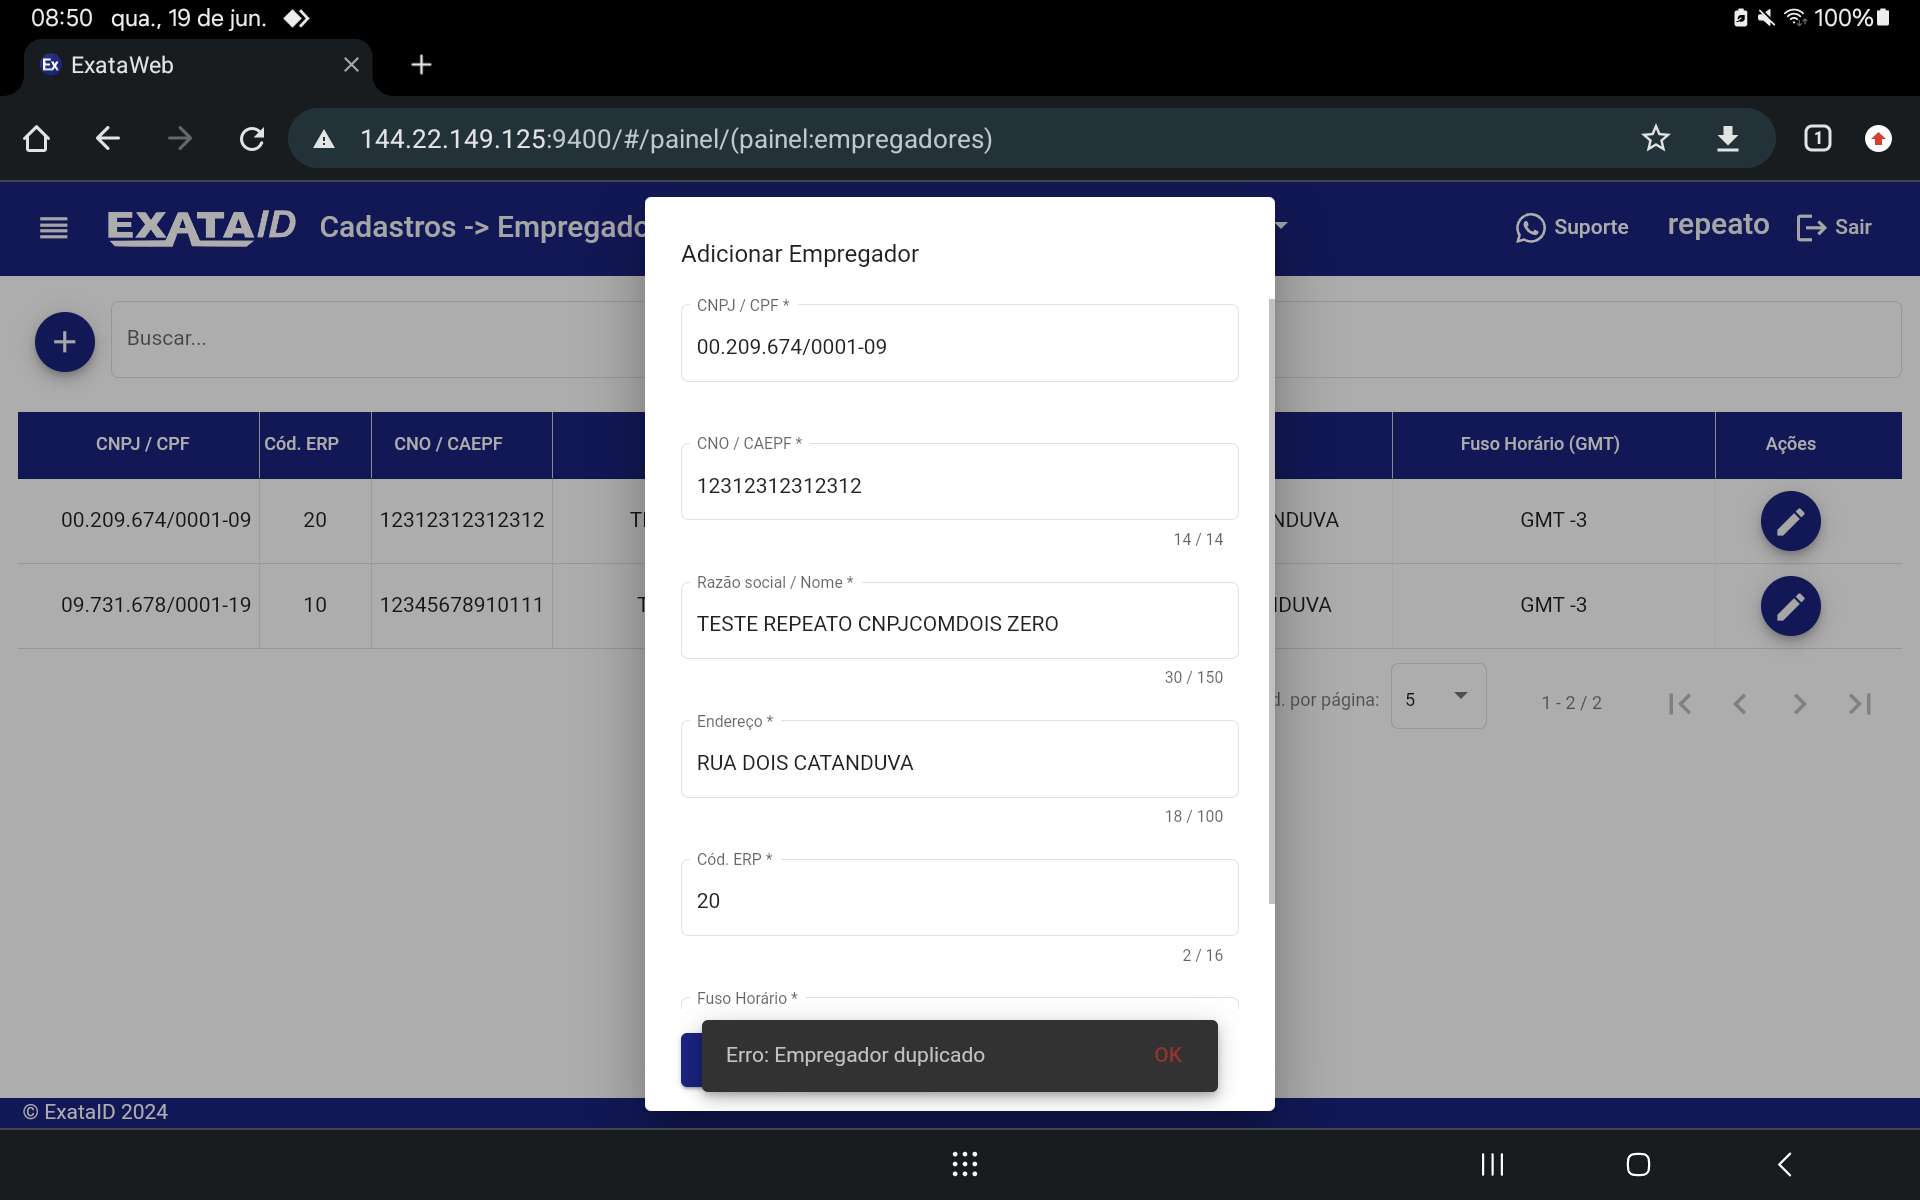 08:50 qua., 19 de jun. 100%
Ex ExataWeb
144.22.149.125:9400/#/painel/(painel:empregadores) 1
EXATAID Cadastros -> Empregado Suporte repeato Sair
Buscar...
CNPJ / CPF Cód. ERP CNO / CAEPF Fuso Horário (GMT) Ações
00.209.674/0001-09 20 12312312312312 NDUVA GMT -3
09.731.678/0001-19 10 12345678910111 T DUVA GMT -3
d. por página: 5 1 - 2 / 2
Adicionar Empregador
CNPJ / CPF *
00.209.674/0001-09
CNO / CAEPF *
12312312312312
14 / 14
Razão social / Nome *
TESTE REPEATO CNPJCOMDOIS ZERO
30 / 150
Endereço *
RUA DOIS CATANDUVA
18 / 100
Cód. ERP *
20
2 / 16
Fuso Horário *
Erro: Empregador duplicado OK
© ExataID 2024